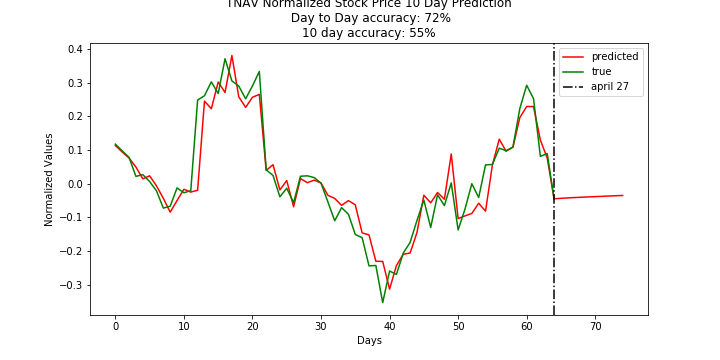 TNAV Normalized Stock Price 10 Day Prediction
Day to Day accuracy: 72%
10 day accuracy: 55%
predicted
true
april 27
Normalized Values
0.4
0.3
0.2
0.1
0.0
−0.1
−0.2
−0.3
0 10 20 30 40 50 60 70
Days